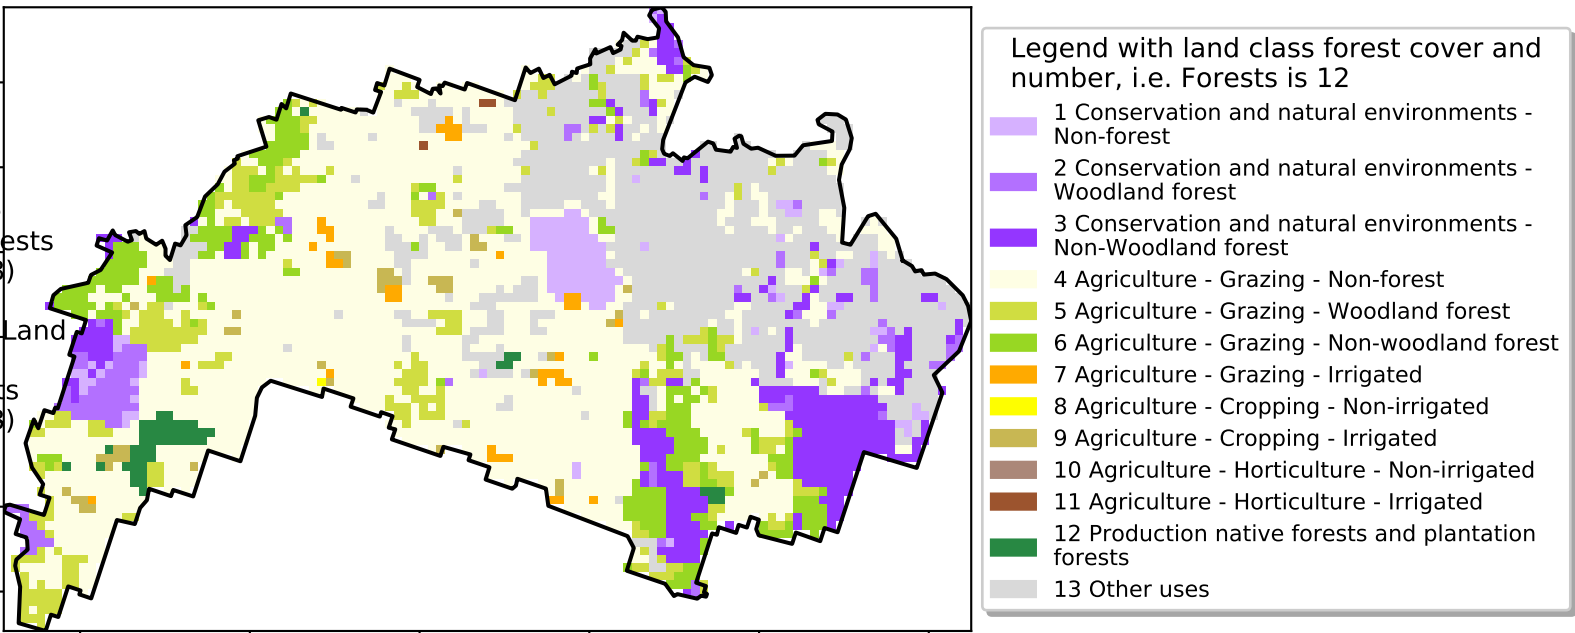 ests
3)
Land
ts
3)
Legend with land class forest cover and
number, i.e. Forests is 12
1 Conservation and natural environments -
Non-forest
2 Conservation and natural environments -
Woodland forest
3 Conservation and natural environments -
Non-Woodland forest
4 Agriculture - Grazing - Non-forest
5 Agriculture - Grazing - Woodland forest
6 Agriculture - Grazing - Non-woodland forest
7 Agriculture - Grazing - Irrigated
8 Agriculture - Cropping - Non-irrigated
9 Agriculture - Cropping - Irrigated
10 Agriculture - Horticulture - Non-irrigated
11 Agriculture - Horticulture - Irrigated
12 Production native forests and plantation
forests
13 Other uses